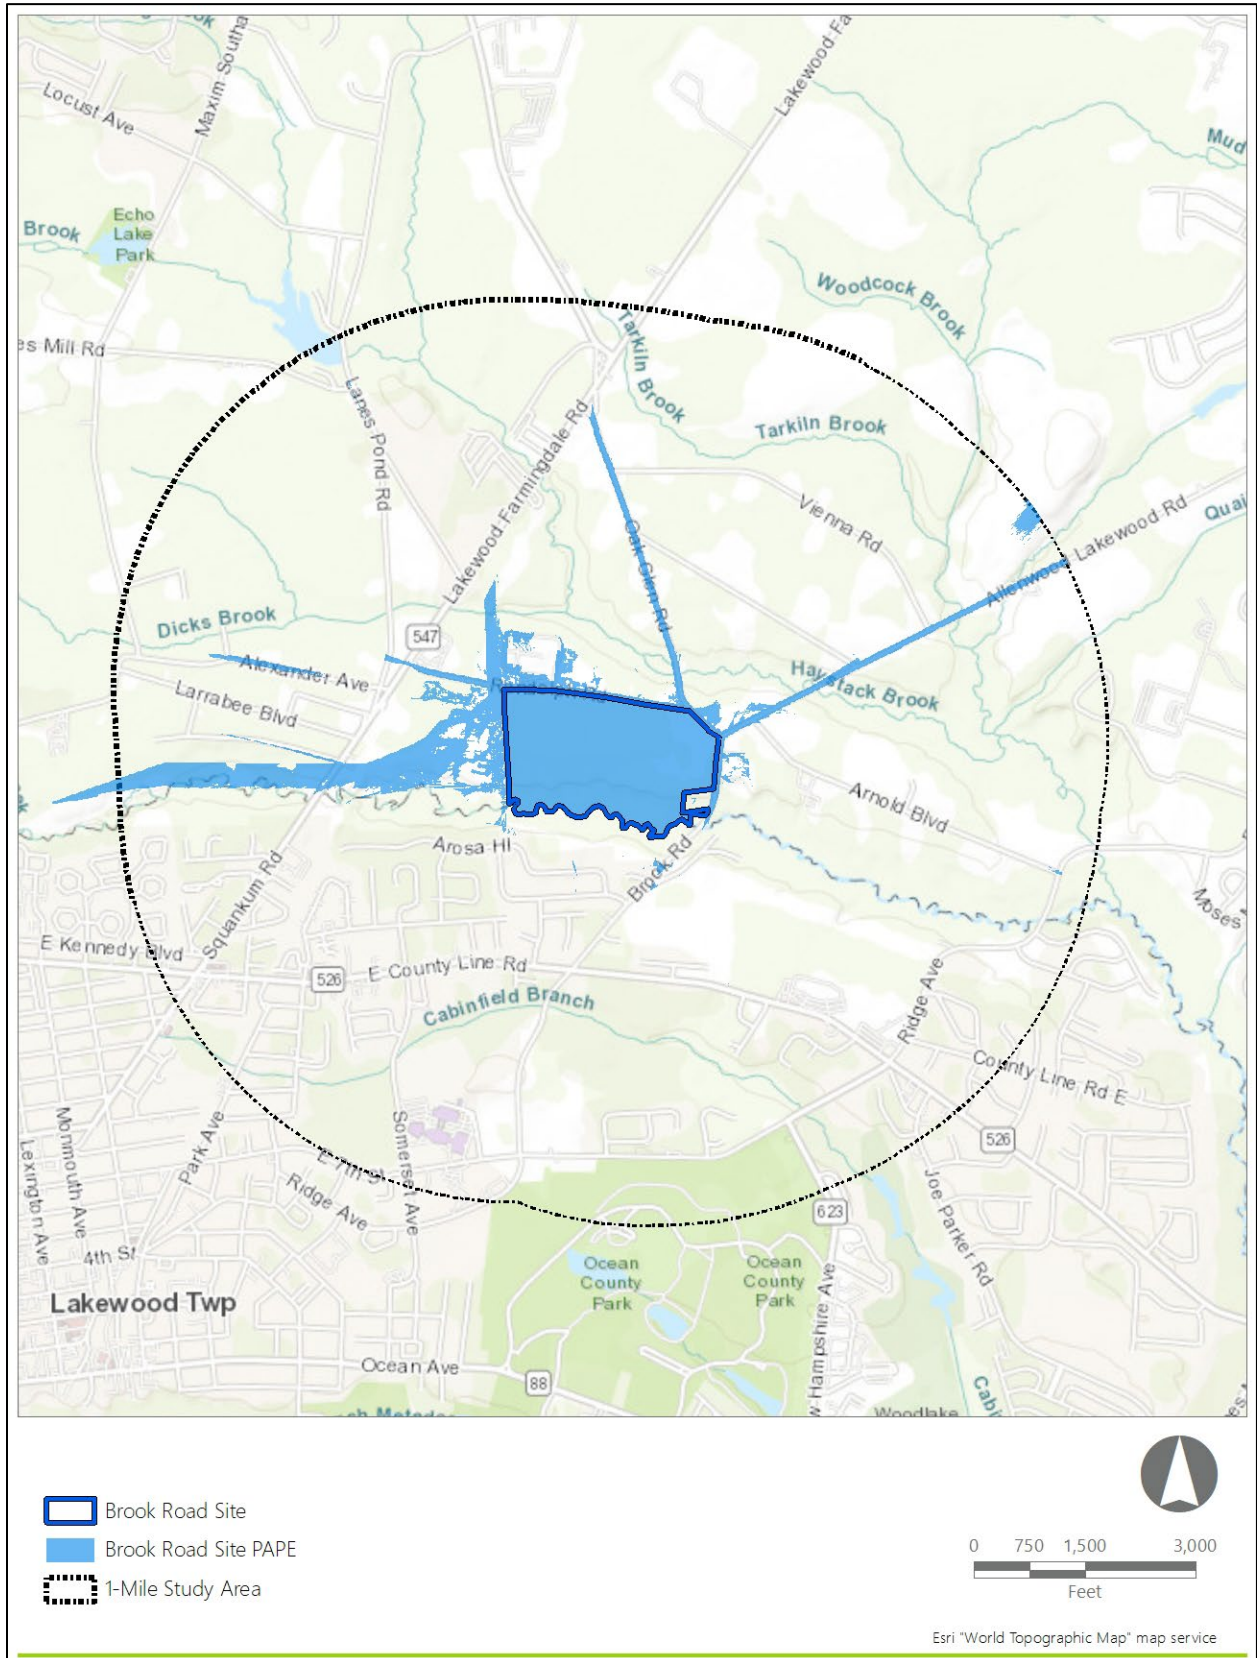 ok
Maxim Southa
Lakewood Fa
Locust Ave
Mud
Echo
Lake
Park
Brook
Woodcock Brook
es Mill Rd
Tarkiln Brook
Lanes Pond Rd
Tarkiln Brook
Lakewood Farmingdale Rd
Vienna Rd
Quai
Oak Glen Rd
Allenwood Lakewood Rd
Dicks Brook
547
Alexander Ave
Haystack Brook
Larrabee Blvd
ok
Arnold Blvd
Arosa Hl
Brook Rd
Squankum Rd
Moses
E Kennedy Blvd
526
E County Line Rd
Cabinfield Branch
Ridge Ave
County Line Rd E
Monmouth Ave
Lexington Ave
Park Ave
Somerset Ave
526
E 7th St
Ridge Ave
Joe Parker Rd
623
4th St
Ocean
County
Park
Ocean
County
Park
Lakewood Twp
w Hampshire Ave
Ocean Ave
88
Cabi
Woodlake
Brook Road Site
Brook Road Site PAPE
1-Mile Study Area
0 750 1,500 3,000
Feet
Esri "World Topographic Map" map service